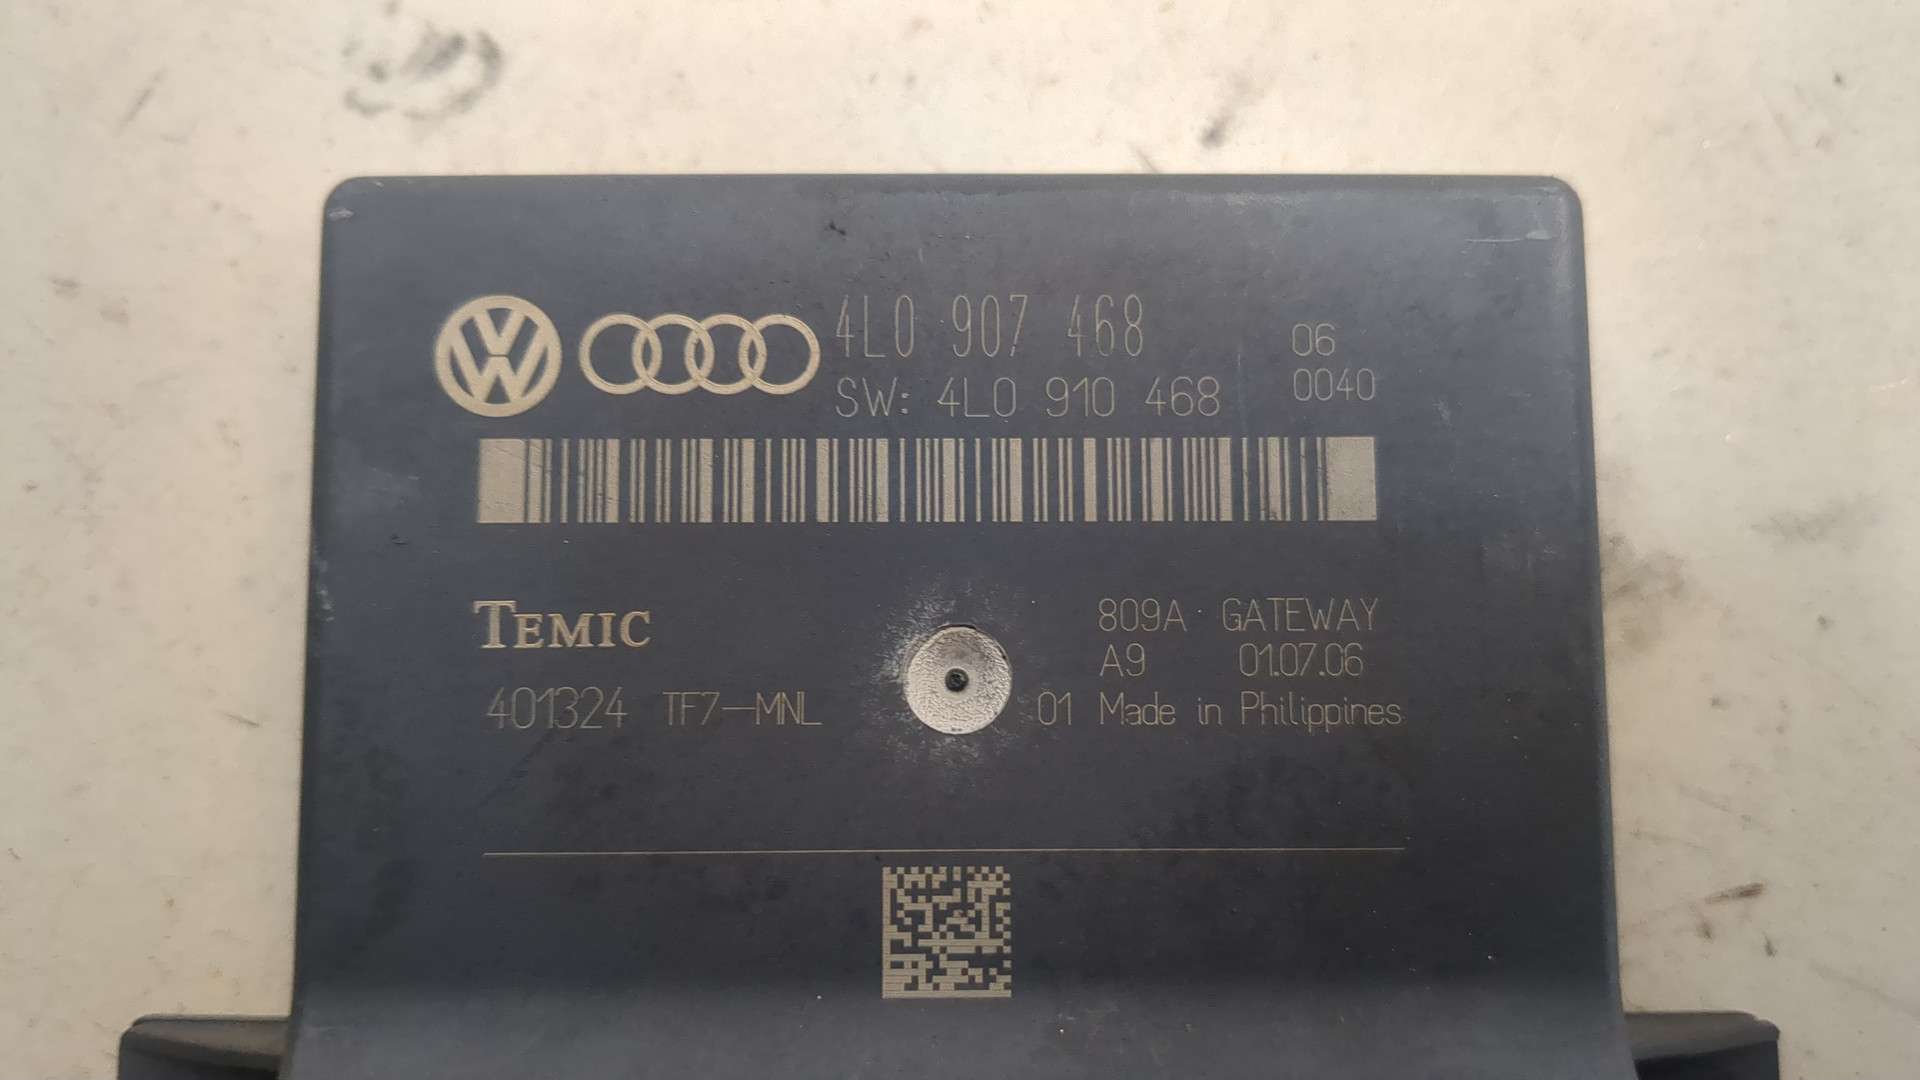 4L0 907 468 06
SW: 4L0 910 468 0040
TEMIC 809A GATEWAY
A9 01.07.06
401324 TF7-MNL 01 Made in Philippines